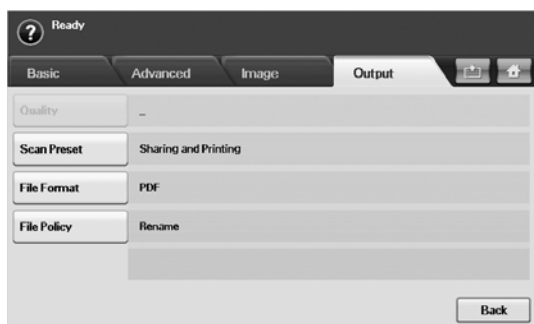 ? Ready
Basic Advanced Image Output
Quality –
Scan Preset Sharing and Printing
File Format PDF
File Policy Rename
Back